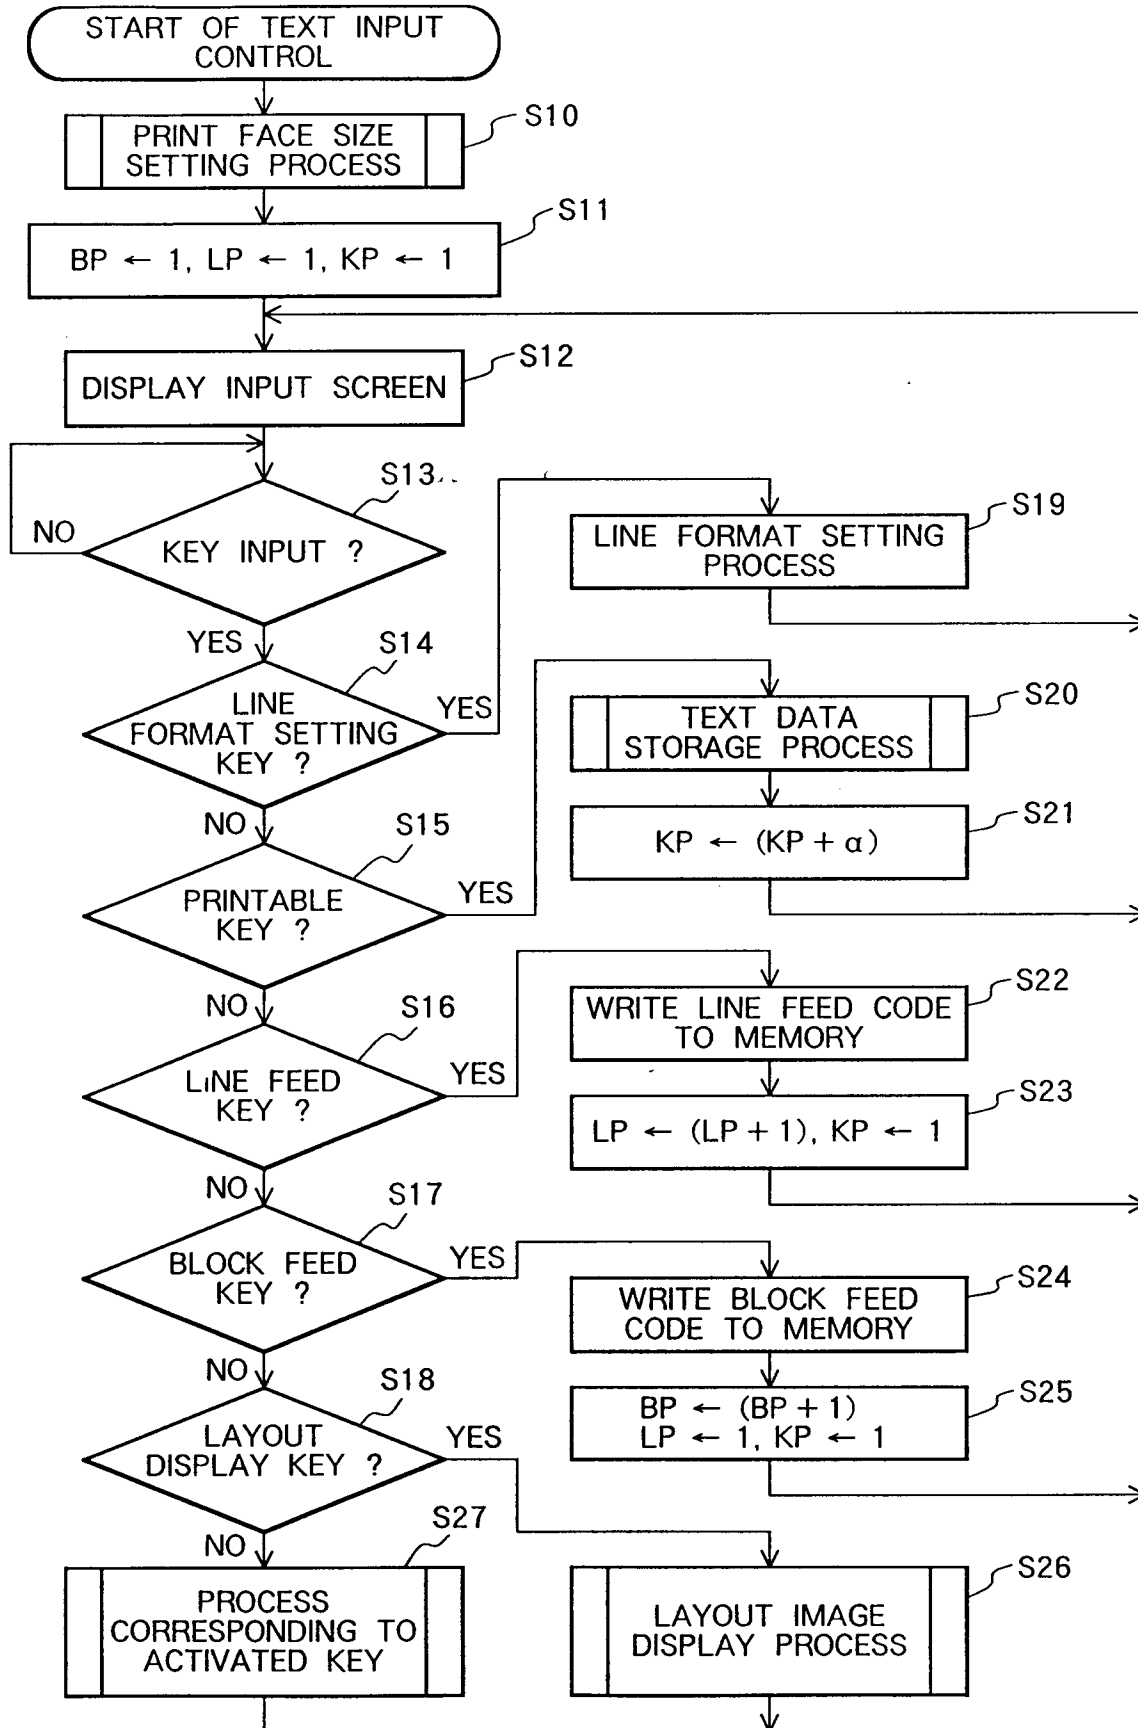 START OF TEXT INPUT
CONTROL
PRINT FACE SIZE
SETTING PROCESS
S10
BP ← 1, LP ← 1, KP ← 1
S11
DISPLAY INPUT SCREEN
S12
KEY INPUT ?
S13
NO
YES
LINE
FORMAT SETTING
KEY ?
S14
YES
NO
LINE FORMAT SETTING
PROCESS
S19
PRINTABLE
KEY ?
S15
YES
NO
TEXT DATA
STORAGE PROCESS
S20
KP ← (KP + α)
S21
LINE FEED
KEY ?
S16
YES
NO
WRITE LINE FEED CODE
TO MEMORY
S22
LP ← (LP + 1), KP ← 1
S23
BLOCK FEED
KEY ?
S17
YES
NO
WRITE BLOCK FEED
CODE TO MEMORY
S24
BP ← (BP + 1)
LP ← 1, KP ← 1
S25
LAYOUT
DISPLAY KEY ?
S18
YES
NO
PROCESS
CORRESPONDING TO
ACTIVATED KEY
S27
LAYOUT IMAGE
DISPLAY PROCESS
S26